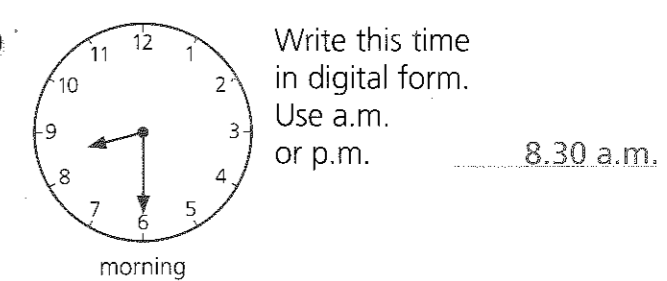 12
11
1
10
2
9
3
8
4
7
5
6
morning
Write this time
in digital form.
Use a.m.
or p.m.
8.30 a.m.